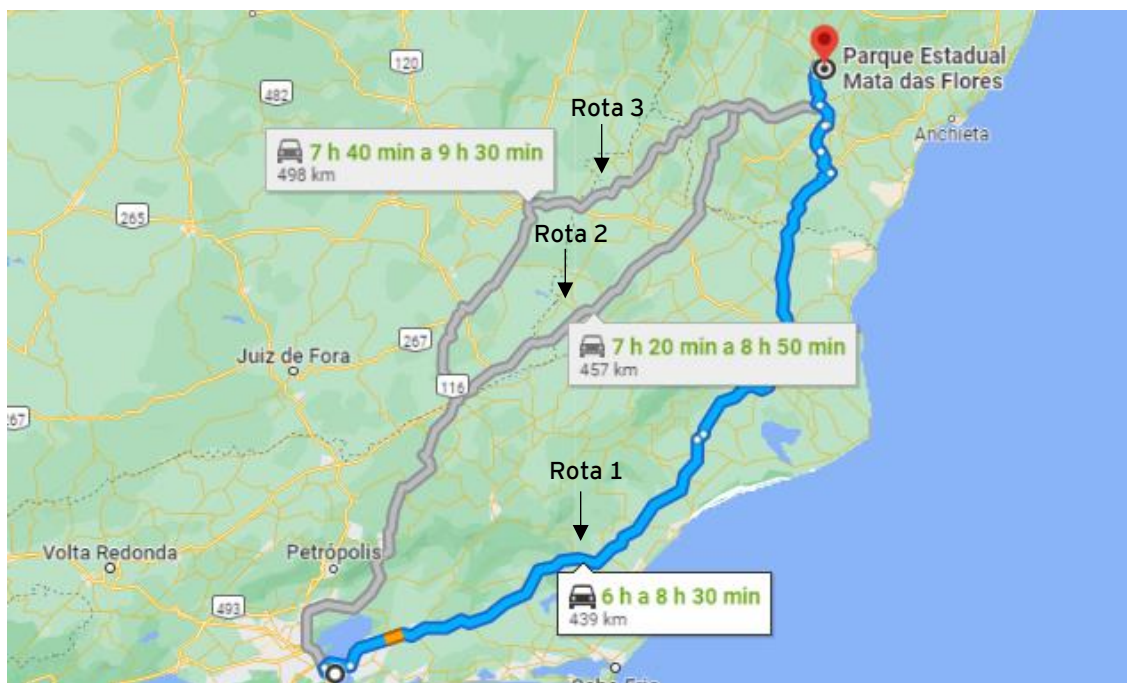 Parque Estadual
Mata das Flores
120
482
Rota 3
Anchieta
7 h 40 min a 9 h 30 min
498 km
265
Rota 2
267
7 h 20 min a 8 h 50 min
457 km
Juiz de Fora
116
267
Rota 1
Volta Redonda
Petrópolis
6 h a 8 h 30 min
439 km
493